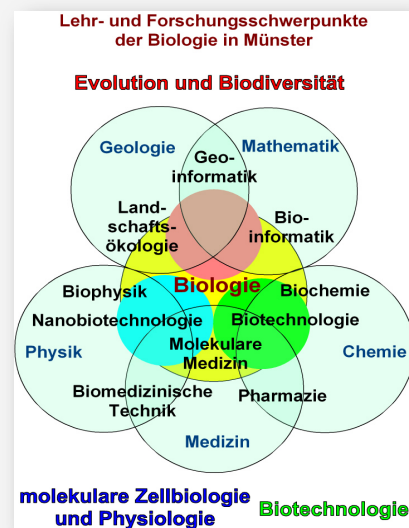 Lehr- und Forschungsschwerpunkte
der Biologie in Münster
Evolution und Biodiversität
Geologie
Mathematik
Geo-
informatik
Land-
schafts-
ökologie
Bio-
informatik
Biologie
Biophysik
Biochemie
Nanobiotechnologie
Biotechnologie
Physik
Molekulare
Medizin
Chemie
Biomedizinische
Technik
Pharmazie
Medizin
molekulare Zellbiologie
und Physiologie
Biotechnologie